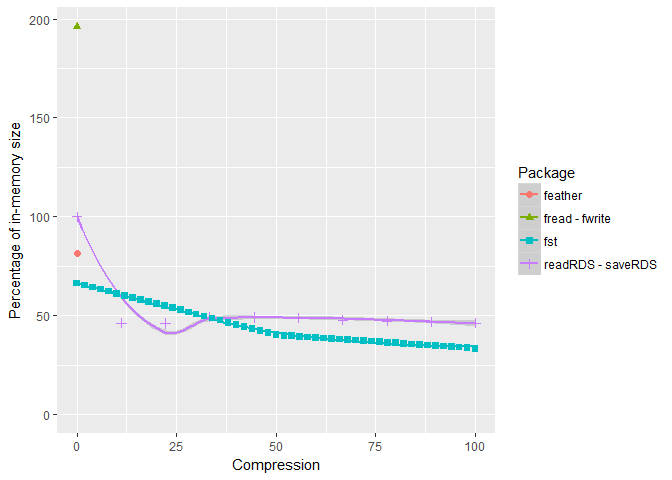 200
150
100
50
0
Percentage of in-memory size
0 25 50 75 100
Compression
Package
feather
fread - fwrite
fst
readRDS - saveRDS